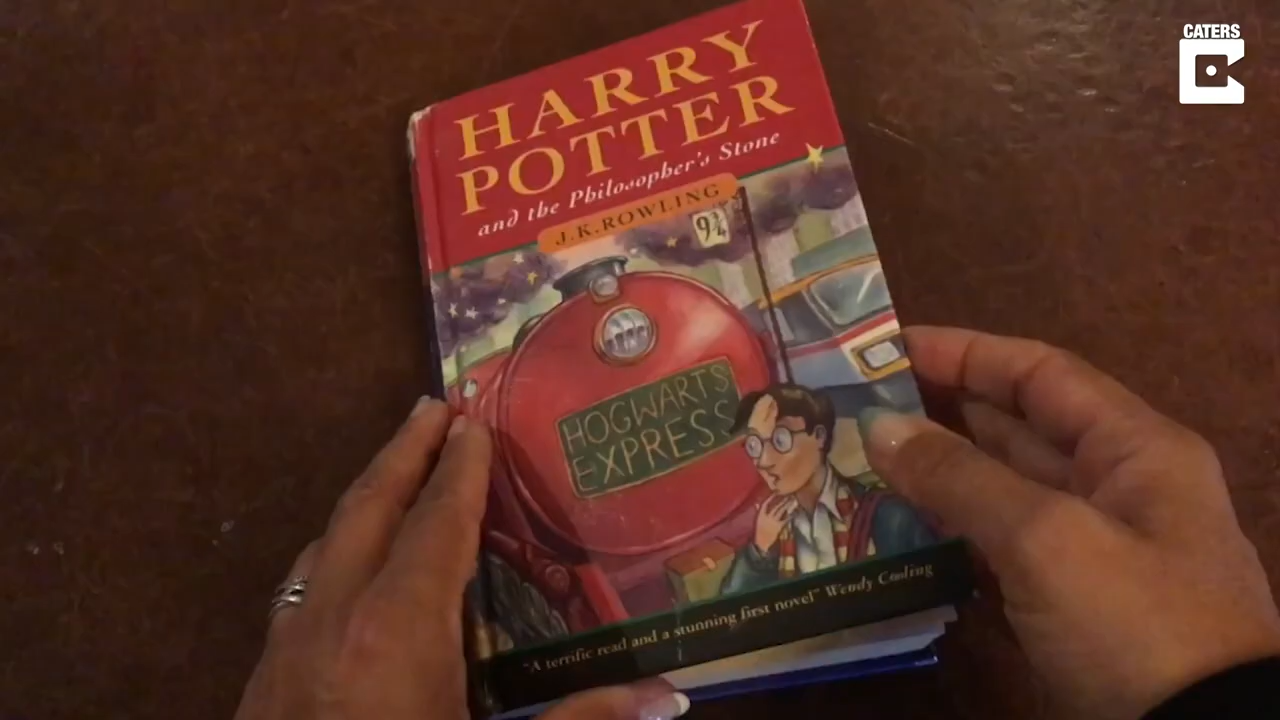 CATERS
HARRY
POTTER
and the Philosopher's Stone
J.K.ROWLING
9¾
HOGWARTS
EXPRESS
"A terrific read and a stunning first novel" Wendy Cooling